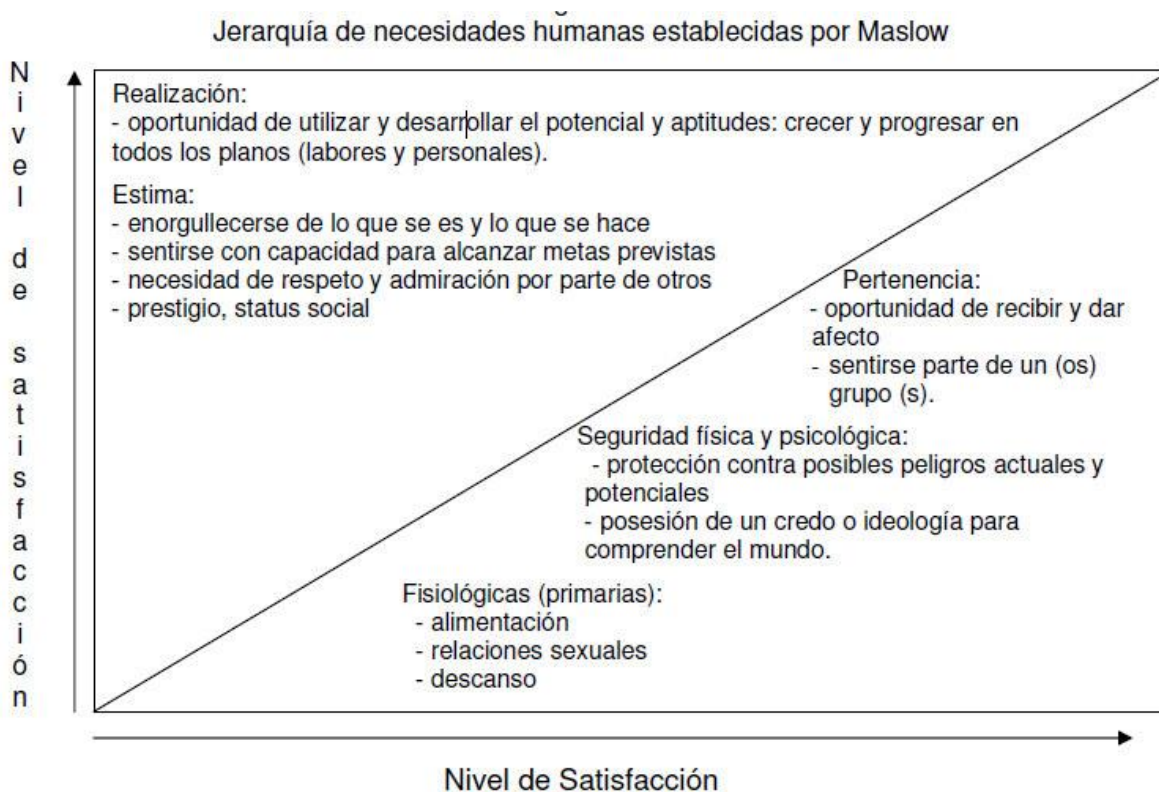 Jerarquía de necesidades humanas establecidas por Maslow
Nivel de satisfacción
Realización:
- oportunidad de utilizar y desarrollar el potencial y aptitudes: crecer y progresar en
todos los planos (labores y personales).
Estima:
- enorgullecerse de lo que se es y lo que se hace
- sentirse con capacidad para alcanzar metas previstas
- necesidad de respeto y admiración por parte de otros
- prestigio, status social
Pertenencia:
- oportunidad de recibir y dar
afecto
- sentirse parte de un (os)
grupo (s).
Seguridad física y psicológica:
- protección contra posibles peligros actuales y
potenciales
- posesión de un credo o ideología para
comprender el mundo.
Fisiológicas (primarias):
- alimentación
- relaciones sexuales
- descanso
Nivel de Satisfacción